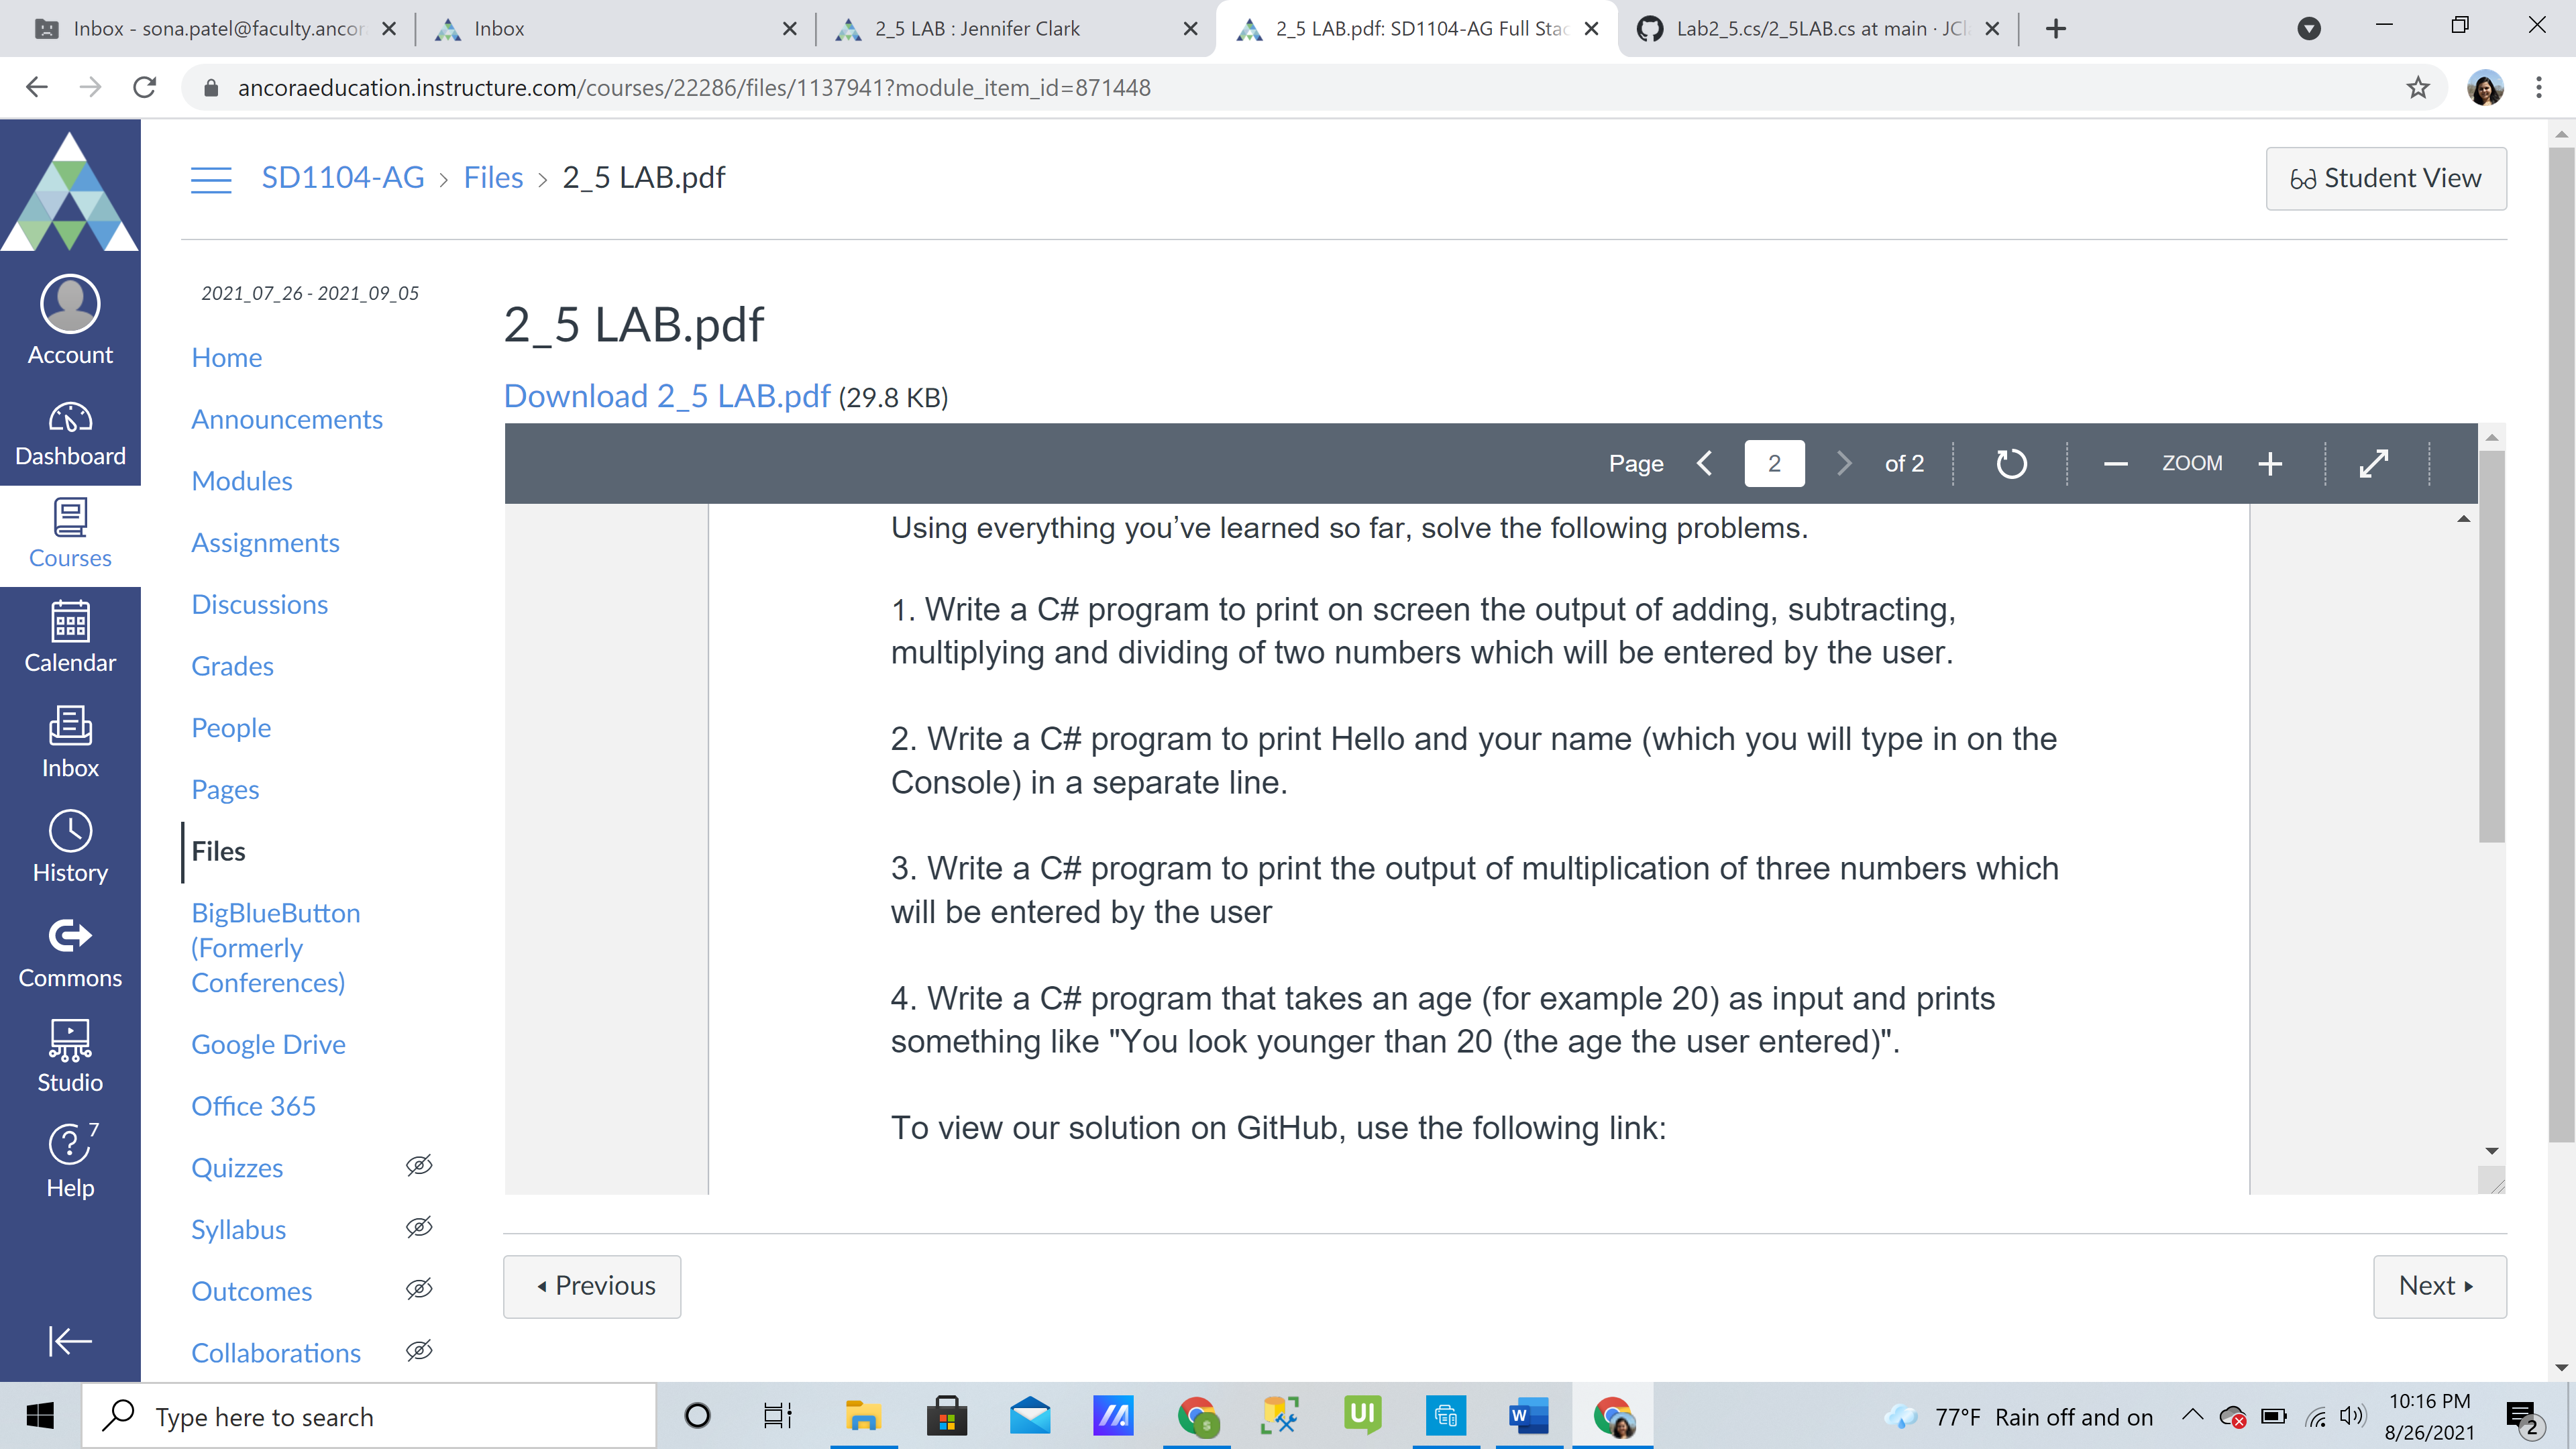 Inbox - sona.patel@faculty.ancor
Inbox
2_5 LAB : Jennifer Clark
2_5 LAB.pdf: SD1104-AG Full Stac
Lab2_5.cs/2_5LAB.cs at main · JCl
ancoraeducation.instructure.com/courses/22286/files/1137941?module_item_id=871448
SD1104-AG > Files > 2_5 LAB.pdf
Student View
Account
Dashboard
Courses
Calendar
Inbox
History
Commons
Studio
7
Help
2021_07_26 - 2021_09_05
Home
Announcements
Modules
Assignments
Discussions
Grades
People
Pages
Files
BigBlueButton
(Formerly
Conferences)
Google Drive
Office 365
Quizzes
Syllabus
Outcomes
Collaborations
2_5 LAB.pdf
Download 2_5 LAB.pdf (29.8 KB)
Page 2 of 2 ZOOM
Using everything you’ve learned so far, solve the following problems.
1. Write a C# program to print on screen the output of adding, subtracting,
multiplying and dividing of two numbers which will be entered by the user.
2. Write a C# program to print Hello and your name (which you will type in on the
Console) in a separate line.
3. Write a C# program to print the output of multiplication of three numbers which
will be entered by the user
4. Write a C# program that takes an age (for example 20) as input and prints
something like "You look younger than 20 (the age the user entered)".
To view our solution on GitHub, use the following link:
Previous
Next
Type here to search
UI
W
S
77°F Rain off and on
10:16 PM
8/26/2021
2